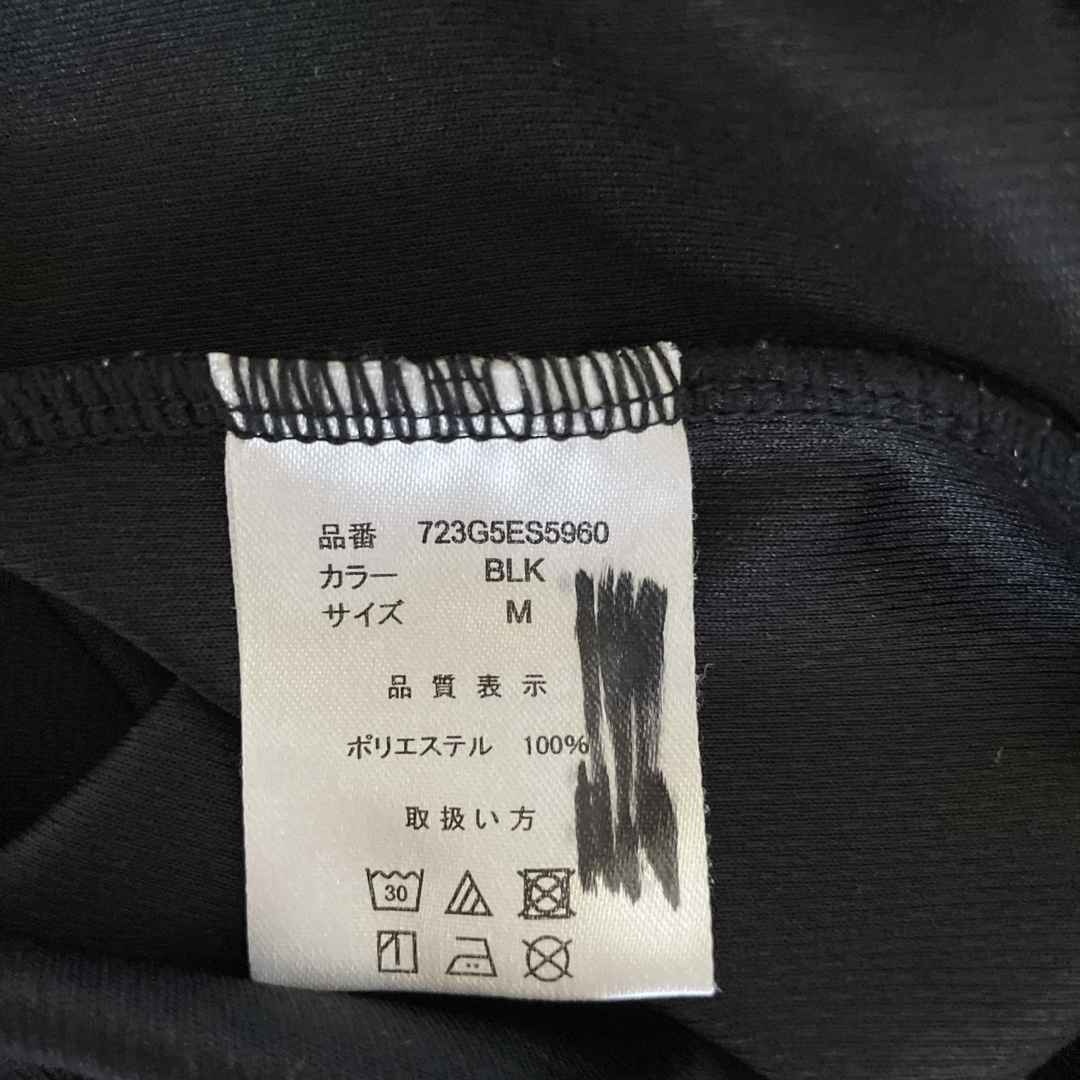 品番 723G5ES5960
カラー BLK
サイズ M
品質表示
ポリエステル 100%
取扱い方
30